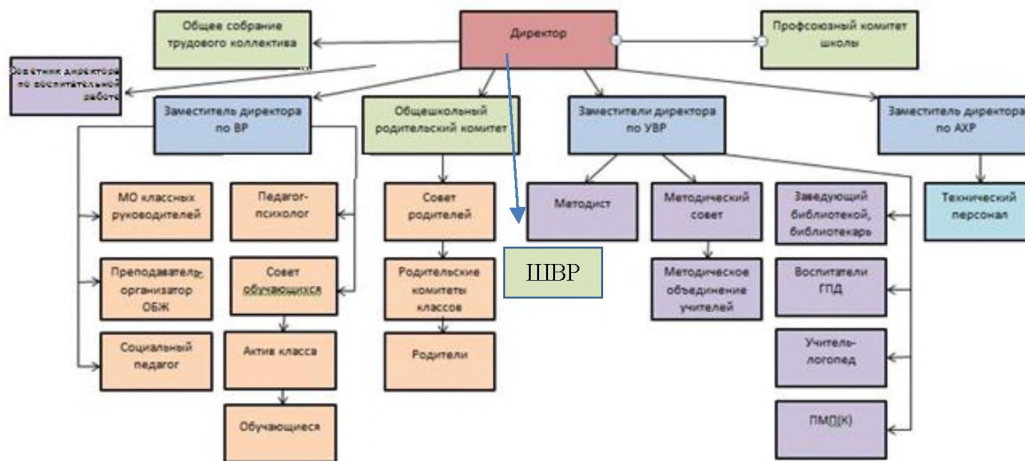 Общее собрание
трудового коллектива
Директор
Профсоюзный комитет
школы
Советник директора
по воспитательной
работе
Заместитель директора
по ВР
Общешкольный
родительский комитет
Заместители директора
по УВР
Заместитель директора
по АХР
МО классных
руководителей
Педагог-
психолог
Совет
родителей
Методист
Методический
совет
Заведующий
библиотекой,
библиотекарь
Технический
персонал
Преподаватель-
организатор
ОБЖ
Совет
обучающихся
Родительские
комитеты
классов
ШВР
Методическое
объединение
учителей
Воспитатели
ГПД
Социальный
педагог
Актив класса
Родители
Учитель-
логопед
Обучающиеся
ПМП(К)